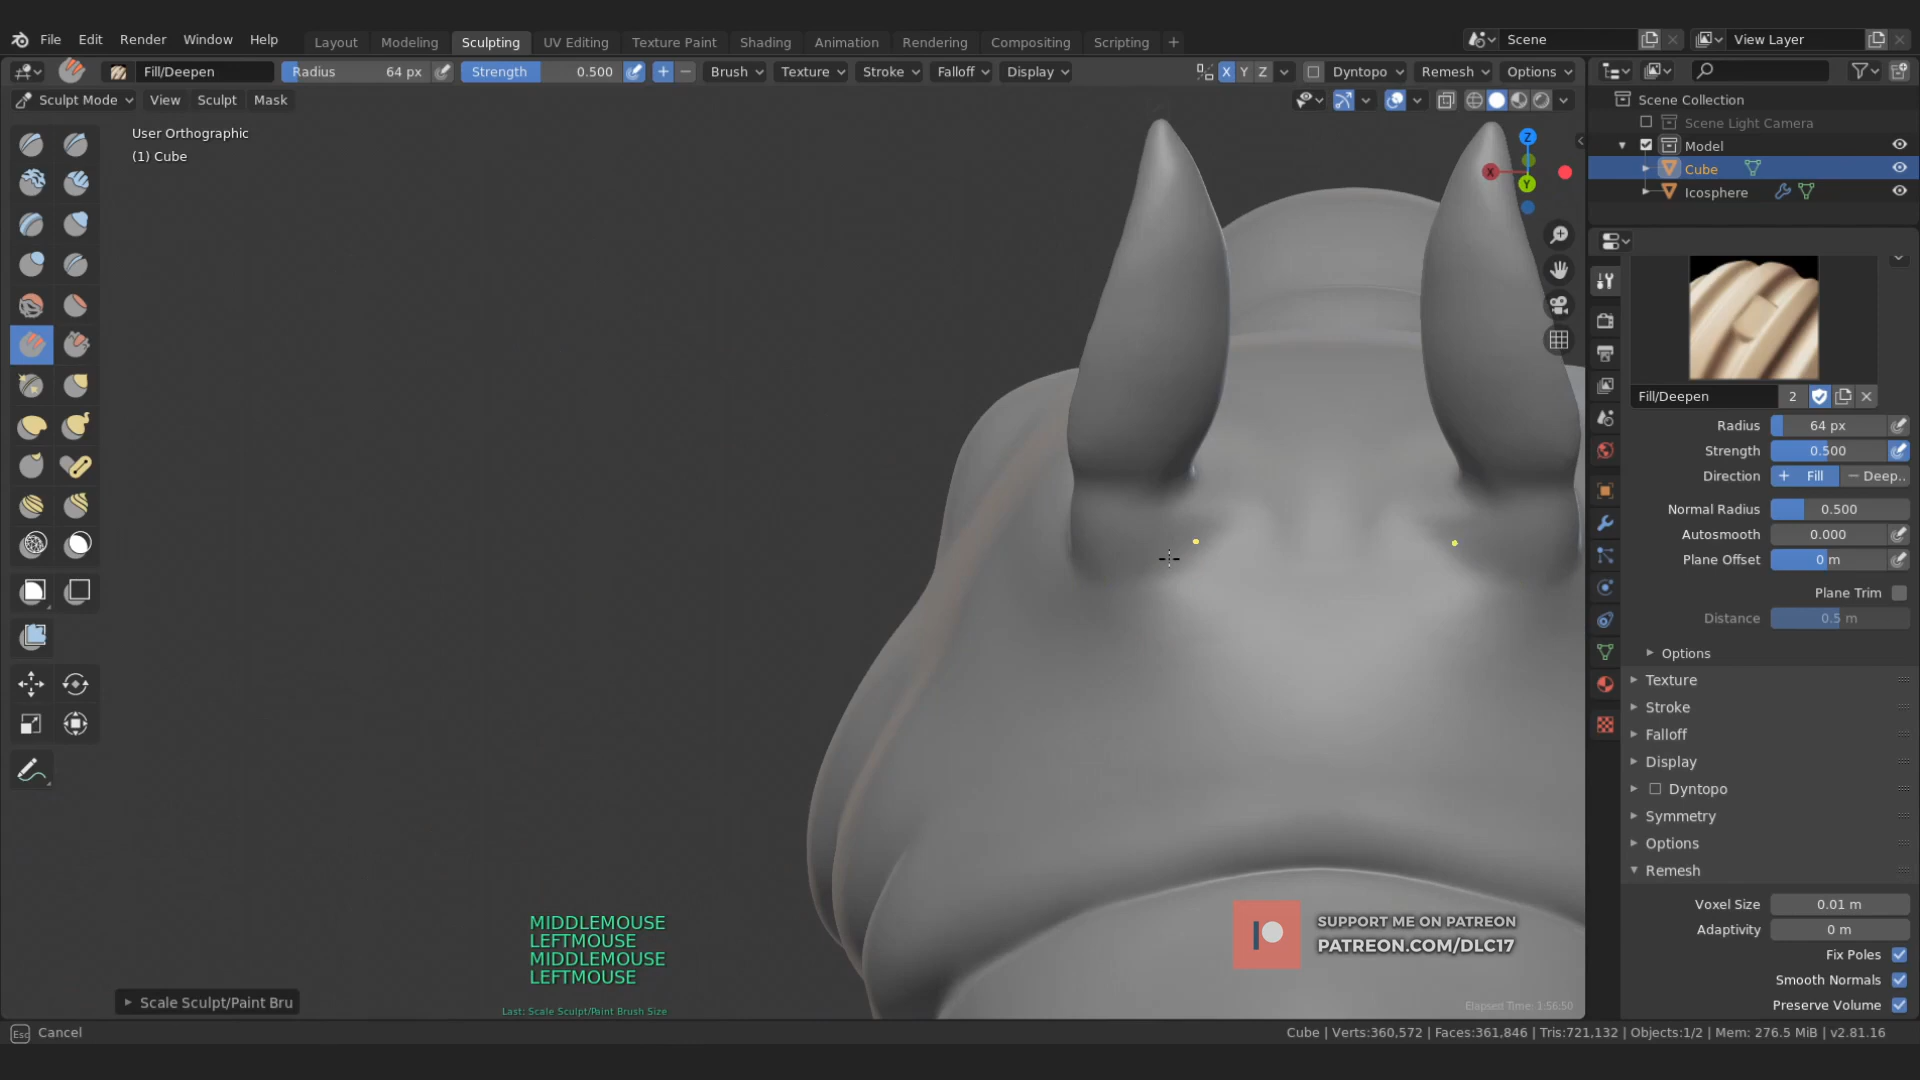 File Edit Render Window Help
Layout Modeling Sculpting UV Editing Texture Paint Shading Animation Rendering Compositing Scripting +
Scene
View Layer
Fill/Deepen
Radius 64 px
Strength 0.500
Brush Texture Stroke Falloff Display
X Y Z
Dyntopo Remesh Options
Sculpt Mode View Sculpt Mask
User Orthographic
(1) Cube
Z
X
Y
Scene Collection
Scene Light Camera
Model
Cube
Icosphere
Fill/Deepen 2
Radius 64 px
Strength 0.500
Direction + Fill − Deep..
Normal Radius 0.500
Autosmooth 0.000
Plane Offset 0 m
Plane Trim
Distance 0.5 m
Options
Texture
Stroke
Falloff
Display
Dyntopo
Symmetry
Options
Remesh
Voxel Size 0.01 m
Adaptivity 0 m
Fix Poles
Smooth Normals
Preserve Volume
MIDDLEMOUSE
LEFTMOUSE
MIDDLEMOUSE
LEFTMOUSE
Last: Scale Sculpt/Paint Brush Size
SUPPORT ME ON PATREON
PATREON.COM/DLC17
Elapsed Time: 1:56:50
Scale Sculpt/Paint Bru
Esc Cancel
Cube | Verts:360,572 | Faces:361,846 | Tris:721,132 | Objects:1/2 | Mem: 276.5 MiB | v2.81.16